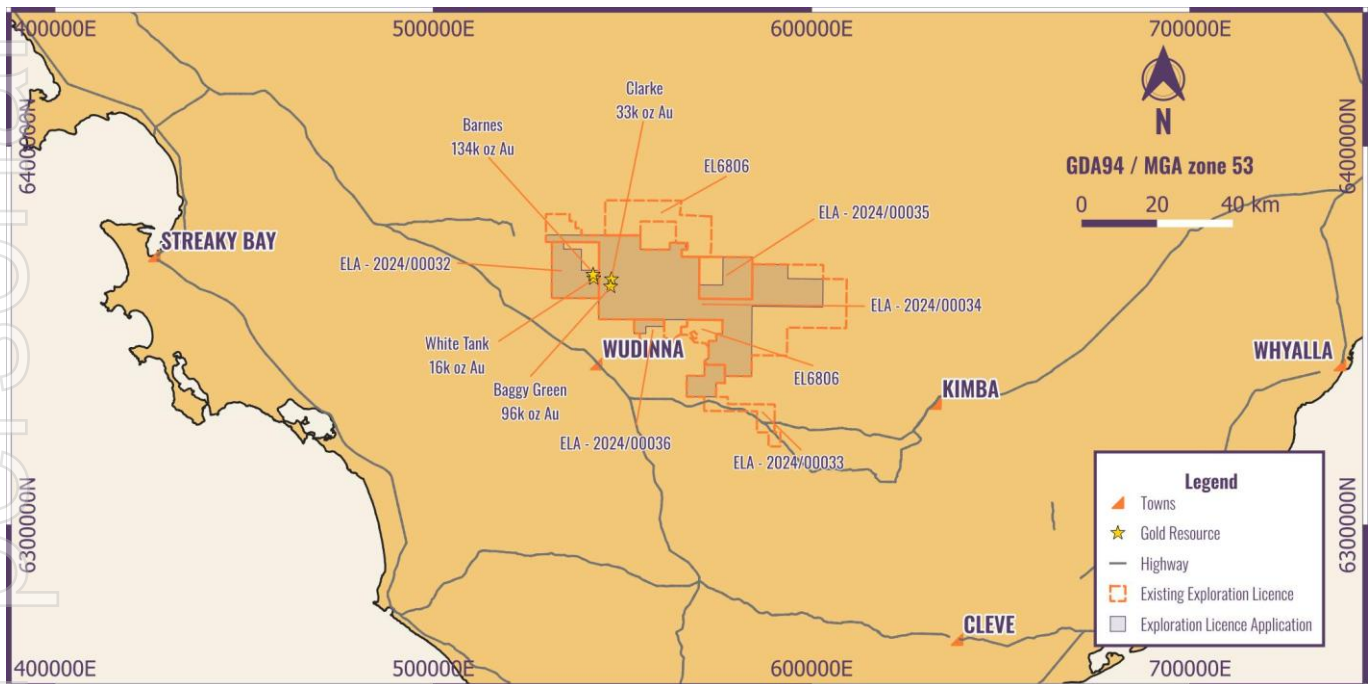 400000E
500000E
600000E
700000E
Clarke
33k oz Au
Barnes
134k oz Au
N
GDA94 / MGA zone 53
0
20
40 km
6400000N
6400000N
EL6806
ELA - 2024/00035
STREAKY BAY
ELA - 2024/00032
ELA - 2024/00034
White Tank
16k oz Au
WUDINNA
WHYALLA
Baggy Green
96k oz Au
EL6806
KIMBA
ELA - 2024/00036
ELA - 2024/00033
6300000N
6300000N
Legend
Towns
Gold Resource
Highway
Existing Exploration Licence
Exploration Licence Application
CLEVE
400000E
500000E
600000E
700000E